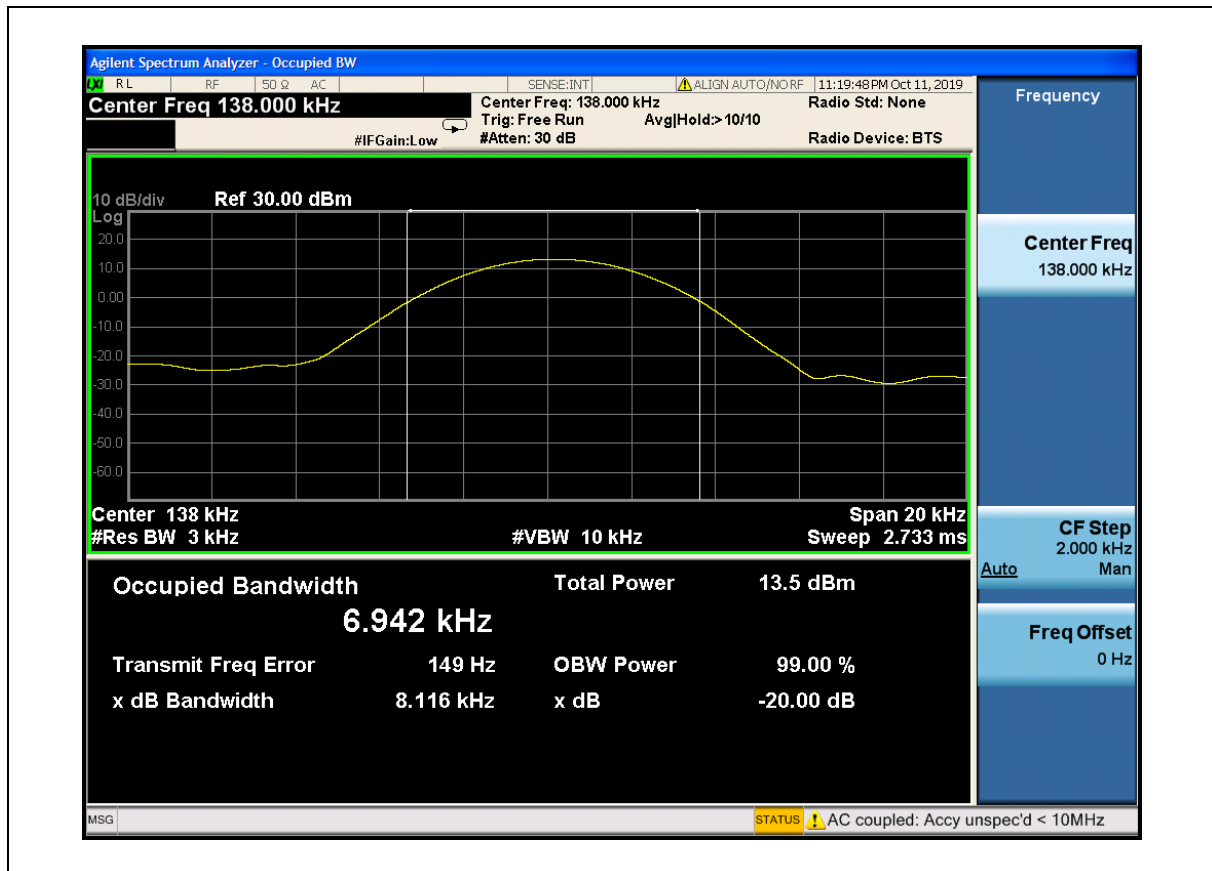 Agilent Spectrum Analyzer - Occupied BW
LXI RL RF 50 Ω AC SENSE:INT ALIGN AUTO/NO RF 11:19:48 PM Oct 11, 2019
Center Freq 138.000 kHz
Center Freq: 138.000 kHz
Radio Std: None
Trig: Free Run
Avg|Hold:>10/10
#IFGain:Low
#Atten: 30 dB
Radio Device: BTS
10 dB/div
Ref 30.00 dBm
Log
20.0
10.0
0.00
-10.0
-20.0
-30.0
-40.0
-50.0
-60.0
Center 138 kHz
Span 20 kHz
#Res BW 3 kHz
#VBW 10 kHz
Sweep 2.733 ms
Occupied Bandwidth
6.942 kHz
Total Power 13.5 dBm
Transmit Freq Error 149 Hz
OBW Power 99.00 %
x dB Bandwidth 8.116 kHz
x dB -20.00 dB
Frequency
Center Freq
138.000 kHz
CF Step
2.000 kHz
Auto Man
Freq Offset
0 Hz
MSG
STATUS
AC coupled: Accy unspec'd < 10MHz